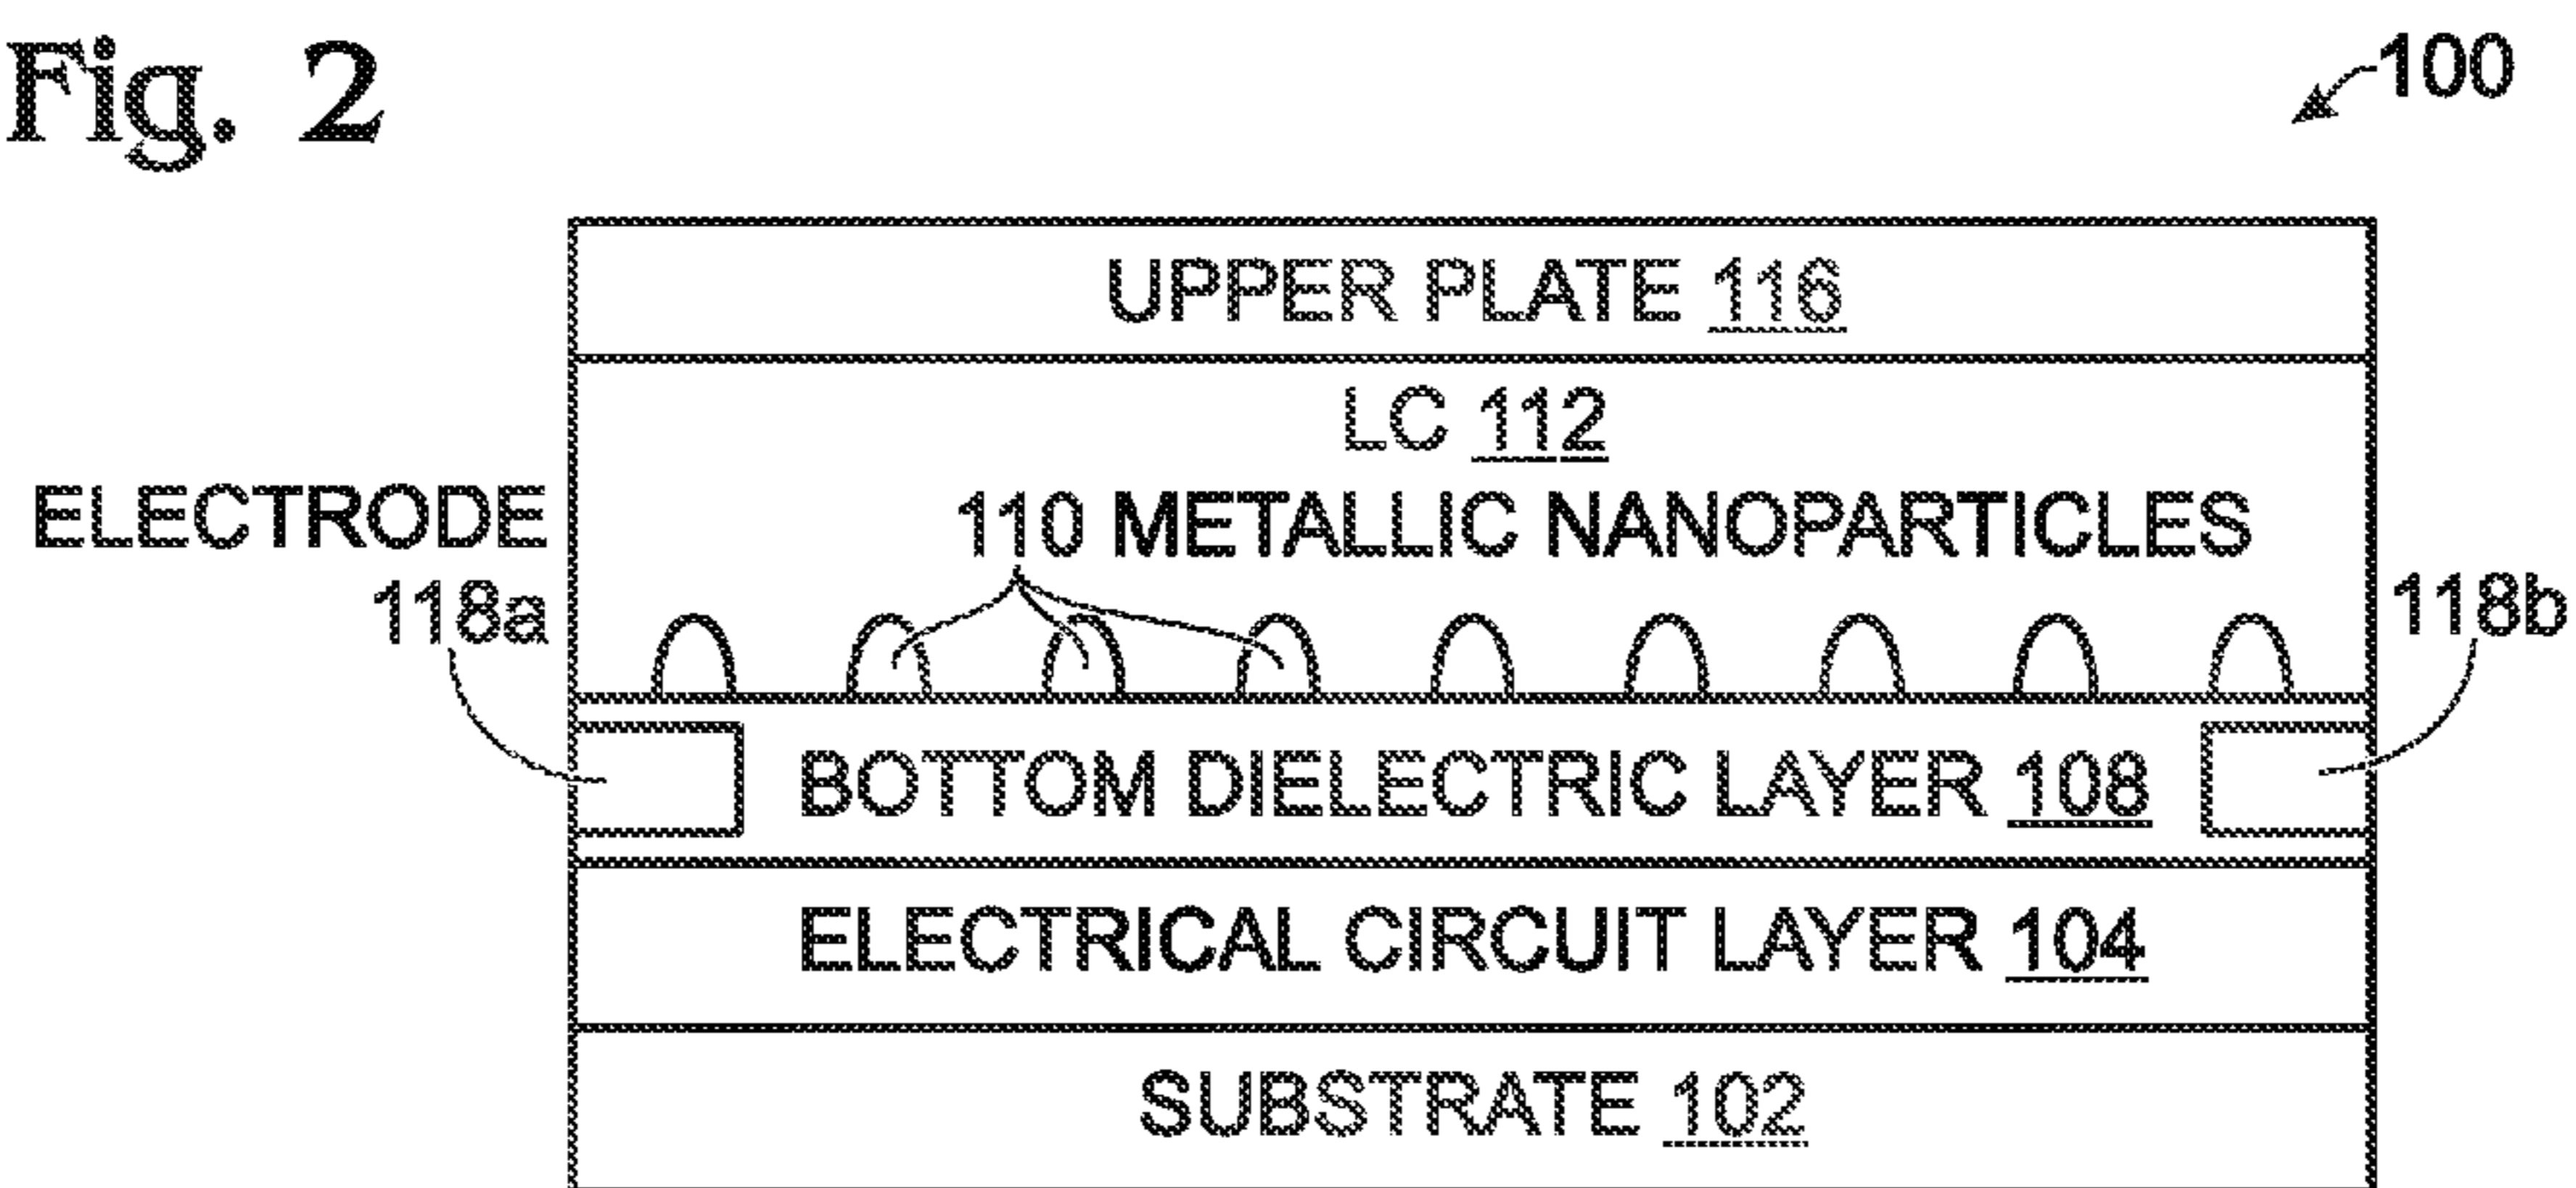 Fig. 2
100
UPPER PLATE 116
LC 112
ELECTRODE
118a
110 METALLIC NANOPARTICLES
118b
BOTTOM DIELECTRIC LAYER 108
ELECTRICAL CIRCUIT LAYER 104
SUBSTRATE 102